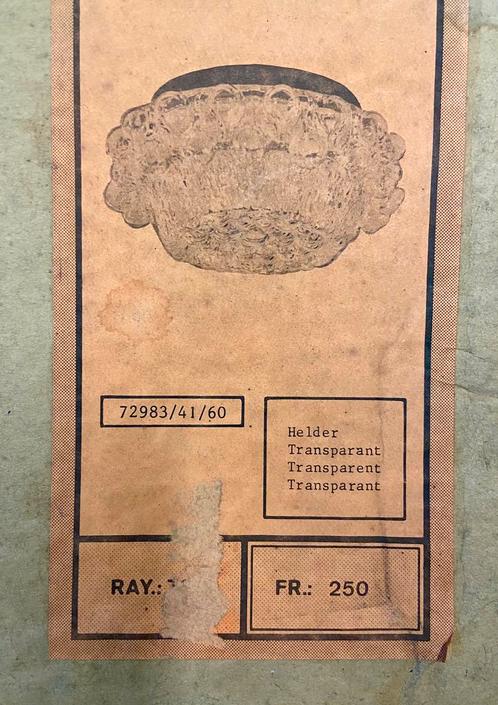 72983/41/60
Helder
Transparant
Transparent
Transparant
RAY.:
FR.: 250